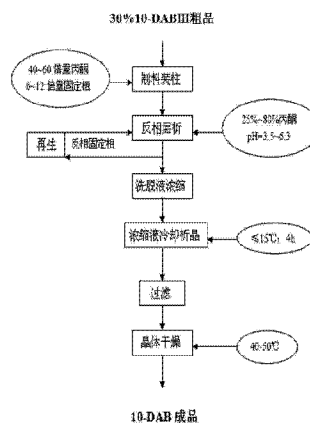 30%10-DABⅢ粗品
40~60倍量丙酮
6~12倍量固定相
制样装柱
反相层析
25%~80%丙酮
pH=3.5~6.3
再生
反相固定相
洗脱液浓缩
浓缩液冷却析晶
≤15℃；4h
过滤
晶体干燥
40-50℃
10-DAB 成品